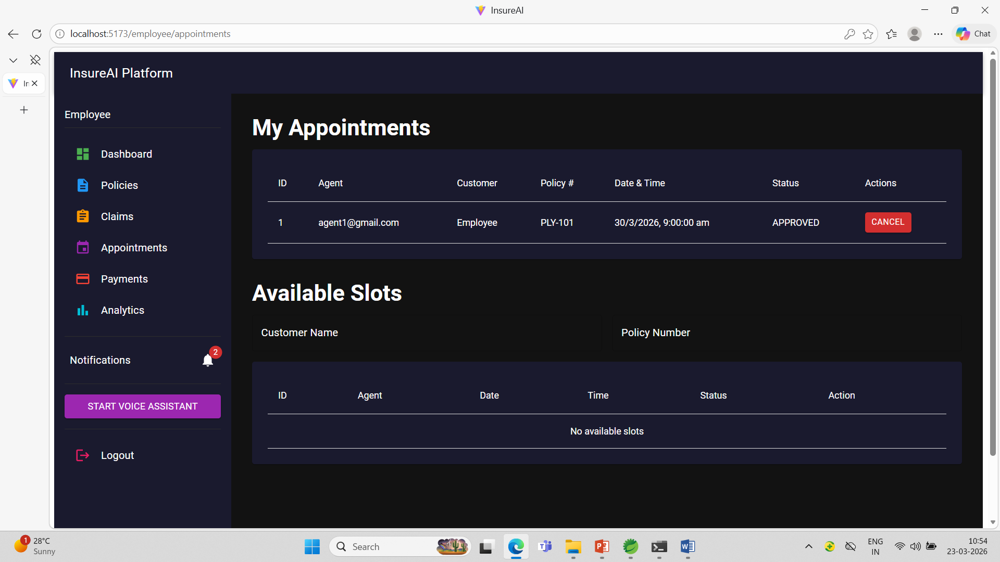 InsureAI
localhost:5173/employee/appointments
Chat
In
InsureAI Platform
Employee
Dashboard
Policies
Claims
Appointments
Payments
Analytics
Notifications
2
START VOICE ASSISTANT
Logout
My Appointments
ID Agent Customer Policy # Date & Time Status Actions
1 agent1@gmail.com Employee PLY-101 30/3/2026, 9:00:00 am APPROVED CANCEL
Available Slots
Customer Name Policy Number
ID Agent Date Time Status Action
No available slots
1
28°C
Sunny
Search
ENG
IN
10:54
23-03-2026